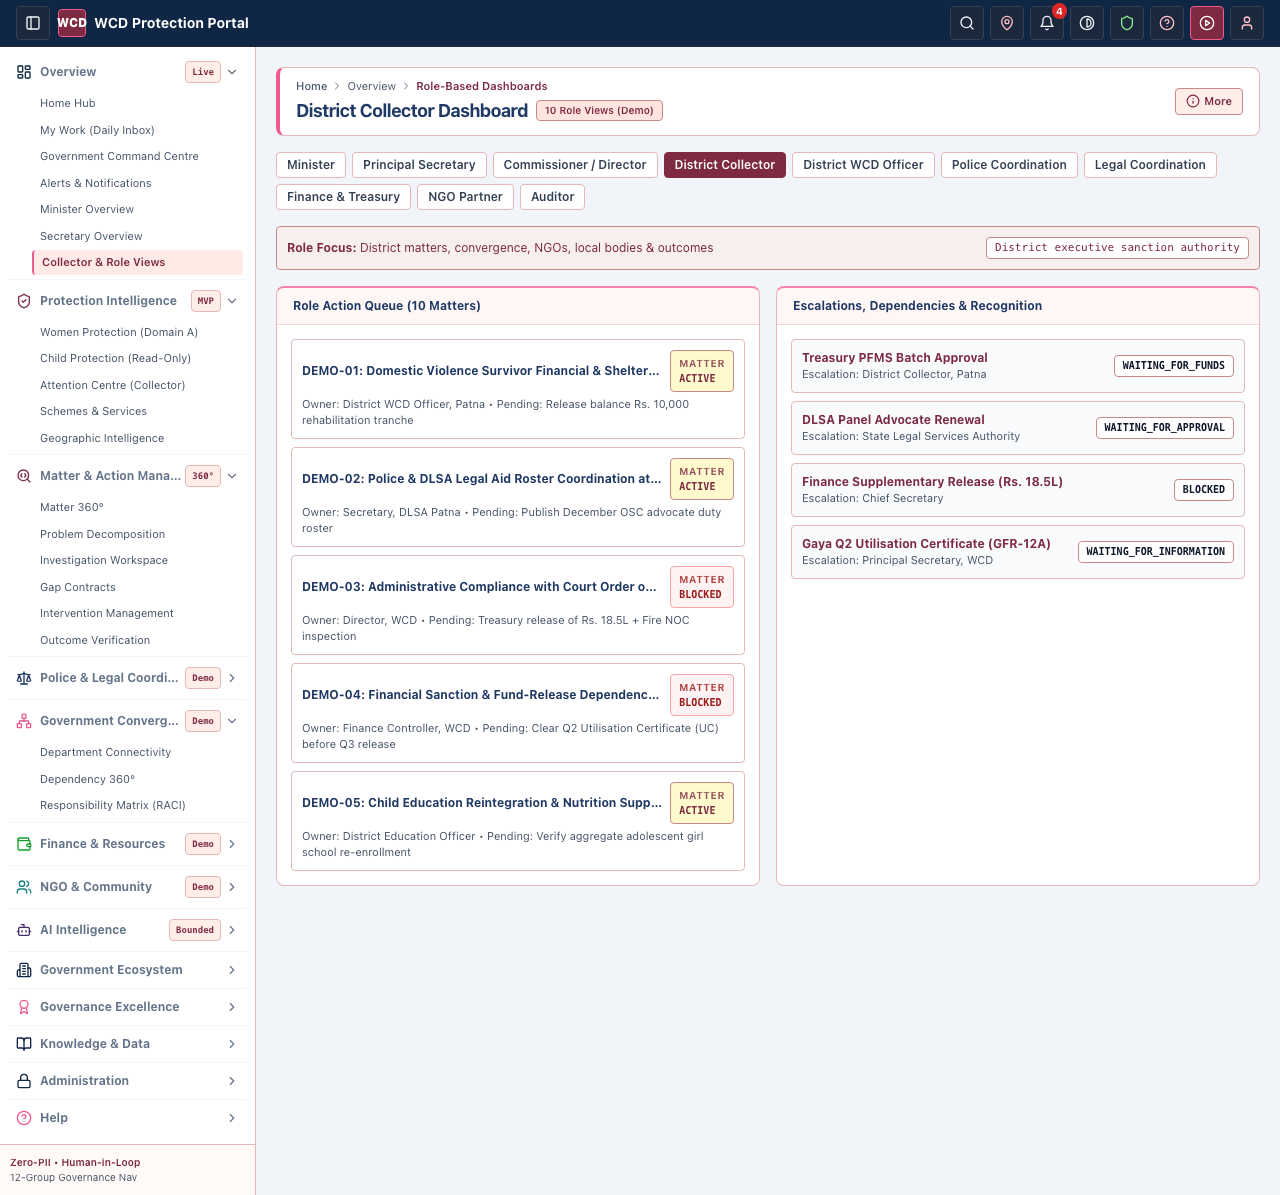 WCD WCD Protection Portal
4
Overview Live
Home Hub
My Work (Daily Inbox)
Government Command Centre
Alerts & Notifications
Minister Overview
Secretary Overview
Collector & Role Views
Protection Intelligence MVP
Women Protection (Domain A)
Child Protection (Read-Only)
Attention Centre (Collector)
Schemes & Services
Geographic Intelligence
Matter & Action Mana... 360°
Matter 360°
Problem Decomposition
Investigation Workspace
Gap Contracts
Intervention Management
Outcome Verification
Police & Legal Coordi... Demo
Government Converg... Demo
Department Connectivity
Dependency 360°
Responsibility Matrix (RACI)
Finance & Resources Demo
NGO & Community Demo
AI Intelligence Bounded
Government Ecosystem
Governance Excellence
Knowledge & Data
Administration
Help
Zero-PII • Human-in-Loop
12-Group Governance Nav
Home > Overview > Role-Based Dashboards
District Collector Dashboard 10 Role Views (Demo)
More
Minister Principal Secretary Commissioner / Director District Collector District WCD Officer Police Coordination Legal Coordination
Finance & Treasury NGO Partner Auditor
Role Focus: District matters, convergence, NGOs, local bodies & outcomes District executive sanction authority
Role Action Queue (10 Matters)
DEMO-01: Domestic Violence Survivor Financial & Shelter... MATTER
ACTIVE
Owner: District WCD Officer, Patna • Pending: Release balance Rs. 10,000
rehabilitation tranche
DEMO-02: Police & DLSA Legal Aid Roster Coordination at... MATTER
ACTIVE
Owner: Secretary, DLSA Patna • Pending: Publish December OSC advocate duty
roster
DEMO-03: Administrative Compliance with Court Order o... MATTER
BLOCKED
Owner: Director, WCD • Pending: Treasury release of Rs. 18.5L + Fire NOC
inspection
DEMO-04: Financial Sanction & Fund-Release Dependenc... MATTER
BLOCKED
Owner: Finance Controller, WCD • Pending: Clear Q2 Utilisation Certificate (UC)
before Q3 release
DEMO-05: Child Education Reintegration & Nutrition Supp... MATTER
ACTIVE
Owner: District Education Officer • Pending: Verify aggregate adolescent girl
school re-enrollment
Escalations, Dependencies & Recognition
Treasury PFMS Batch Approval WAITING_FOR_FUNDS
Escalation: District Collector, Patna
DLSA Panel Advocate Renewal WAITING_FOR_APPROVAL
Escalation: State Legal Services Authority
Finance Supplementary Release (Rs. 18.5L) BLOCKED
Escalation: Chief Secretary
Gaya Q2 Utilisation Certificate (GFR-12A) WAITING_FOR_INFORMATION
Escalation: Principal Secretary, WCD